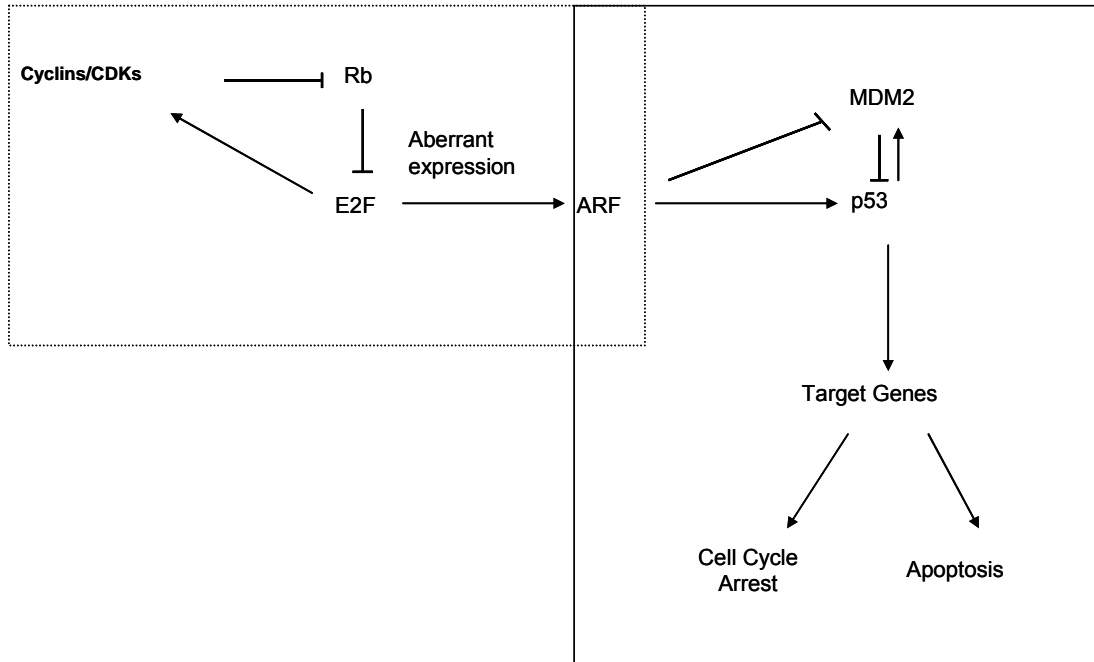 Cyclins/CDKs
Rb
MDM2
Aberrant
expression
E2F
ARF
p53
Target Genes
Cell Cycle
Arrest
Apoptosis